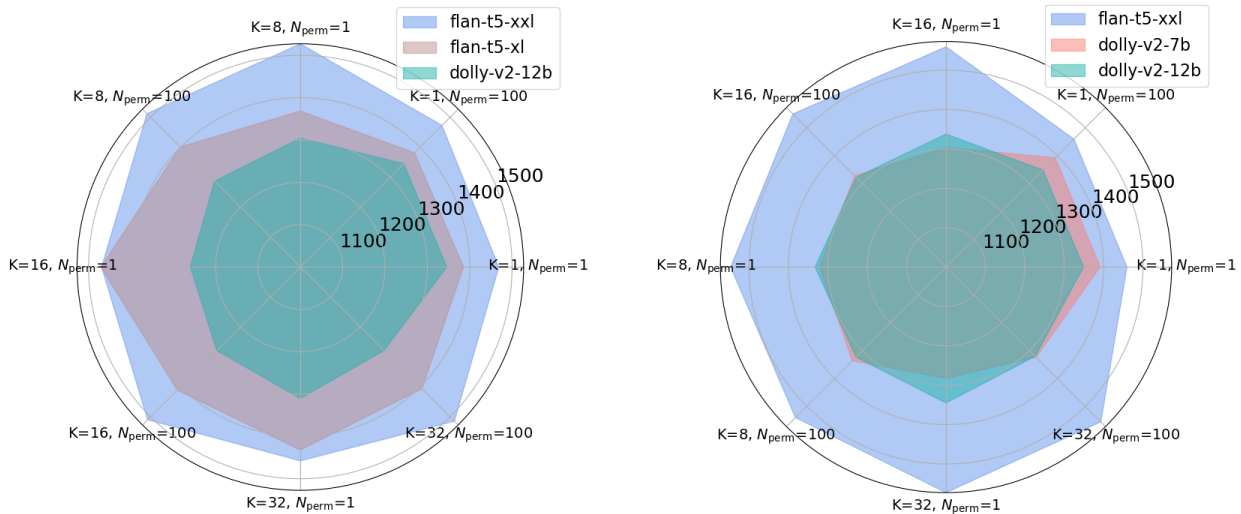 flan-t5-xxl
flan-t5-xl
dolly-v2-12b
K=8, N_perm=1
K=1, N_perm=100
K=8, N_perm=100
1500
1400
1300
1200
1100
K=16, N_perm=1
K=1, N_perm=1
K=16, N_perm=100
K=32, N_perm=100
K=32, N_perm=1
flan-t5-xxl
dolly-v2-7b
dolly-v2-12b
K=16, N_perm=1
K=1, N_perm=100
K=16, N_perm=100
1500
1400
1300
1200
1100
K=8, N_perm=1
K=1, N_perm=1
K=8, N_perm=100
K=32, N_perm=100
K=32, N_perm=1